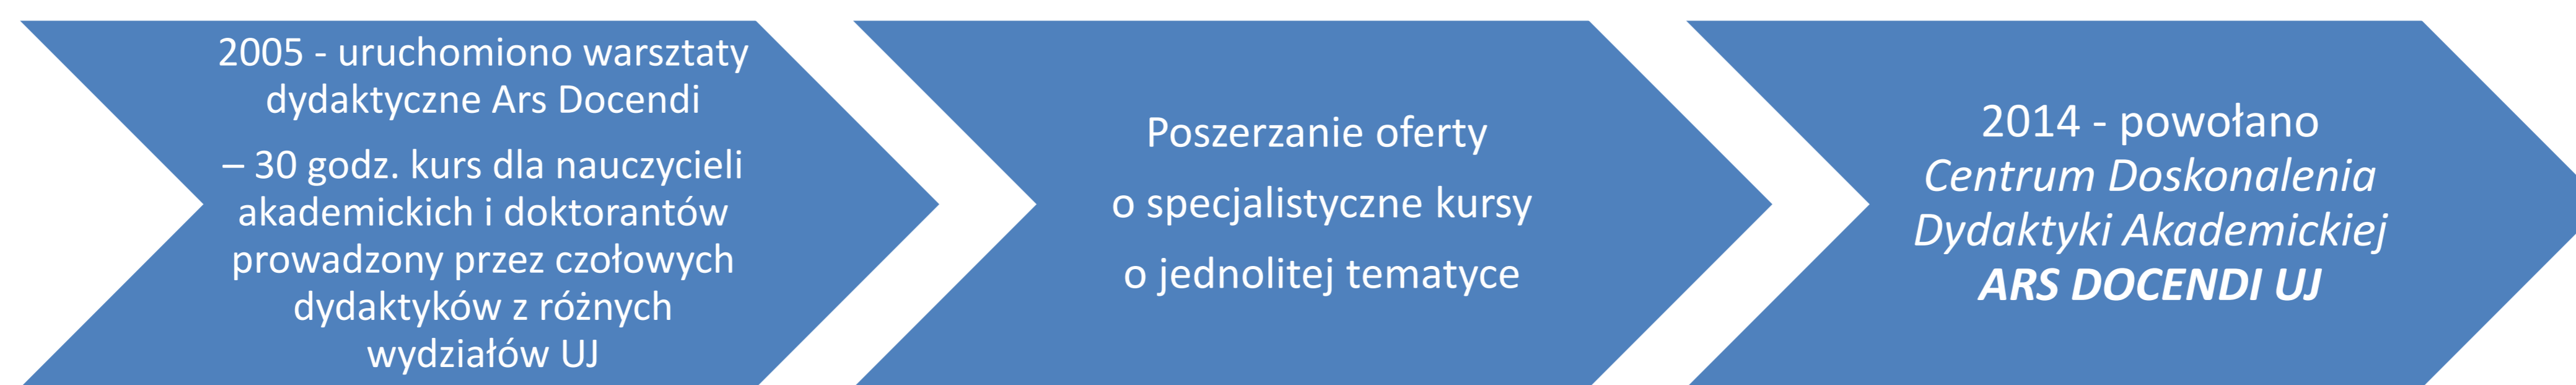 2005 - uruchomiono warsztaty
dydaktyczne Ars Docendi
– 30 godz. kurs dla nauczycieli
akademickich i doktorantów
prowadzony przez czołowych
dydaktyków z różnych
wydziałów UJ
Poszerzanie oferty
o specjalistyczne kursy
o jednolitej tematyce
2014 - powołano
Centrum Doskonalenia
Dydaktyki Akademickiej
ARS DOCENDI UJ